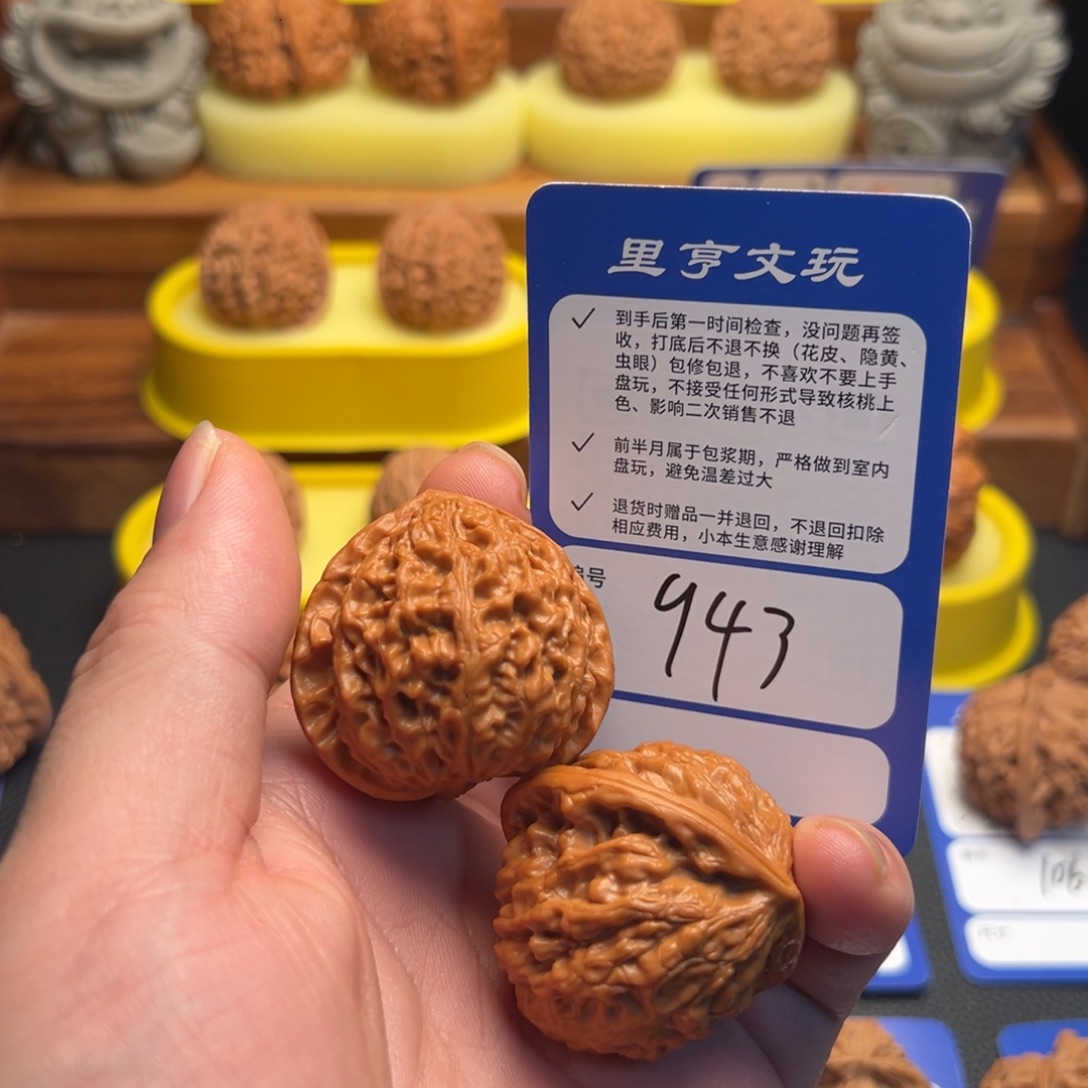 里亨文玩
到手后第一时间检查，没问题再签
收，打底后不退不换（花皮、隐黄、
虫眼）包修包退，不喜欢不要上手
盘玩，不接受任何形式导致核桃上
色、影响二次销售不退
前半月属于包浆期，严格做到室内
盘玩，避免温差过大
退货时赠品一并退回，不退回扣除
相应费用，小本生意感谢理解
编号
943
106